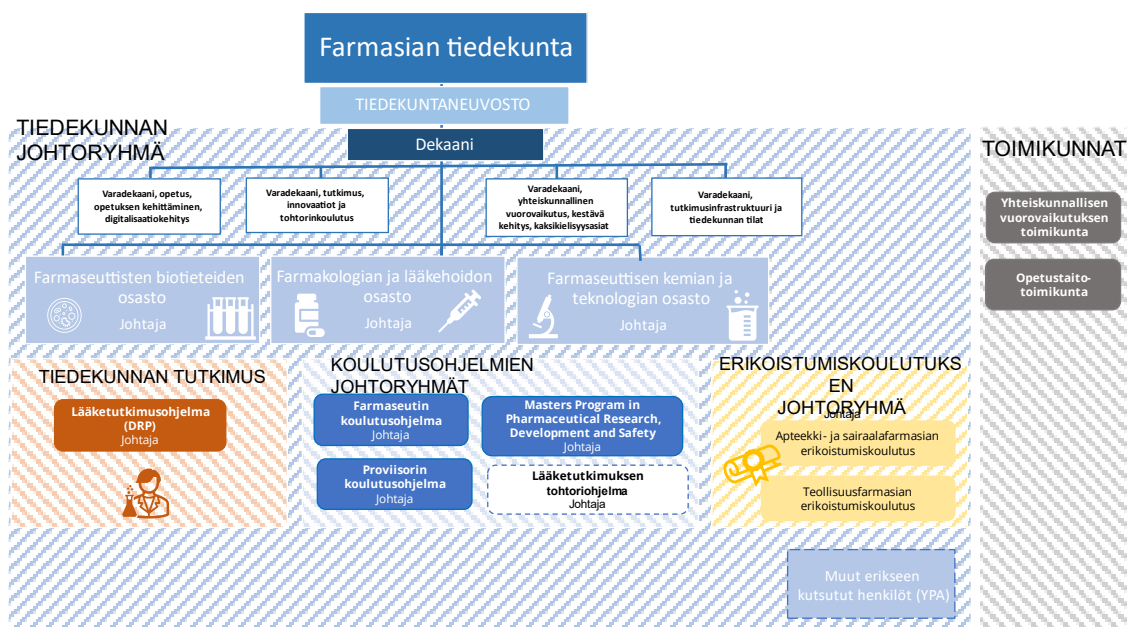 Farmasian tiedekunta
TIEDEKUNTANEUVOSTO
TIEDEKUNNAN
JOHTORYHMÄ
Dekaani
Varadekaani, opetus,
opetuksen kehittäminen,
digitalisaatiokehitys
Varadekaani, tutkimus,
innovaatiot ja
tohtorinkoulutus
Varadekaani,
yhteiskunnallinen
vuorovaikutus, kestävä
kehitys, kaksikielisyysasiat
Varadekaani,
tutkimusinfrastruktuuri ja
tiedekunnan tilat
Farmaseuttisten biotieteiden
osasto
Johtaja
Farmakologian ja lääkehoidon
osasto
Johtaja
Farmaseuttisen kemian ja
teknologian osasto
Johtaja
TIEDEKUNNAN TUTKIMUS
Lääketutkimusohjelma
(DRP)
Johtaja
KOULUTUSOHJELMIEN
JOHTORYHMÄT
Farmaseutin
koulutusohjelma
Johtaja
Masters Program in
Pharmaceutical Research,
Development and Safety
Johtaja
Proviisorin
koulutusohjelma
Johtaja
Lääketutkimuksen
tohtoriohjelma
Johtaja
ERIKOISTUMISKOULUTUKS
EN
JOHTORYHMÄ
Johtaja
Apteekki- ja sairaalafarmasian
erikoistumiskoulutus
Teollisuusfarmasian
erikoistumiskoulutus
Muut erikseen
kutsutut henkilöt (YPA)
TOIMIKUNNAT
Yhteiskunnallisen
vuorovaikutuksen
toimikunta
Opetustaito-
toimikunta